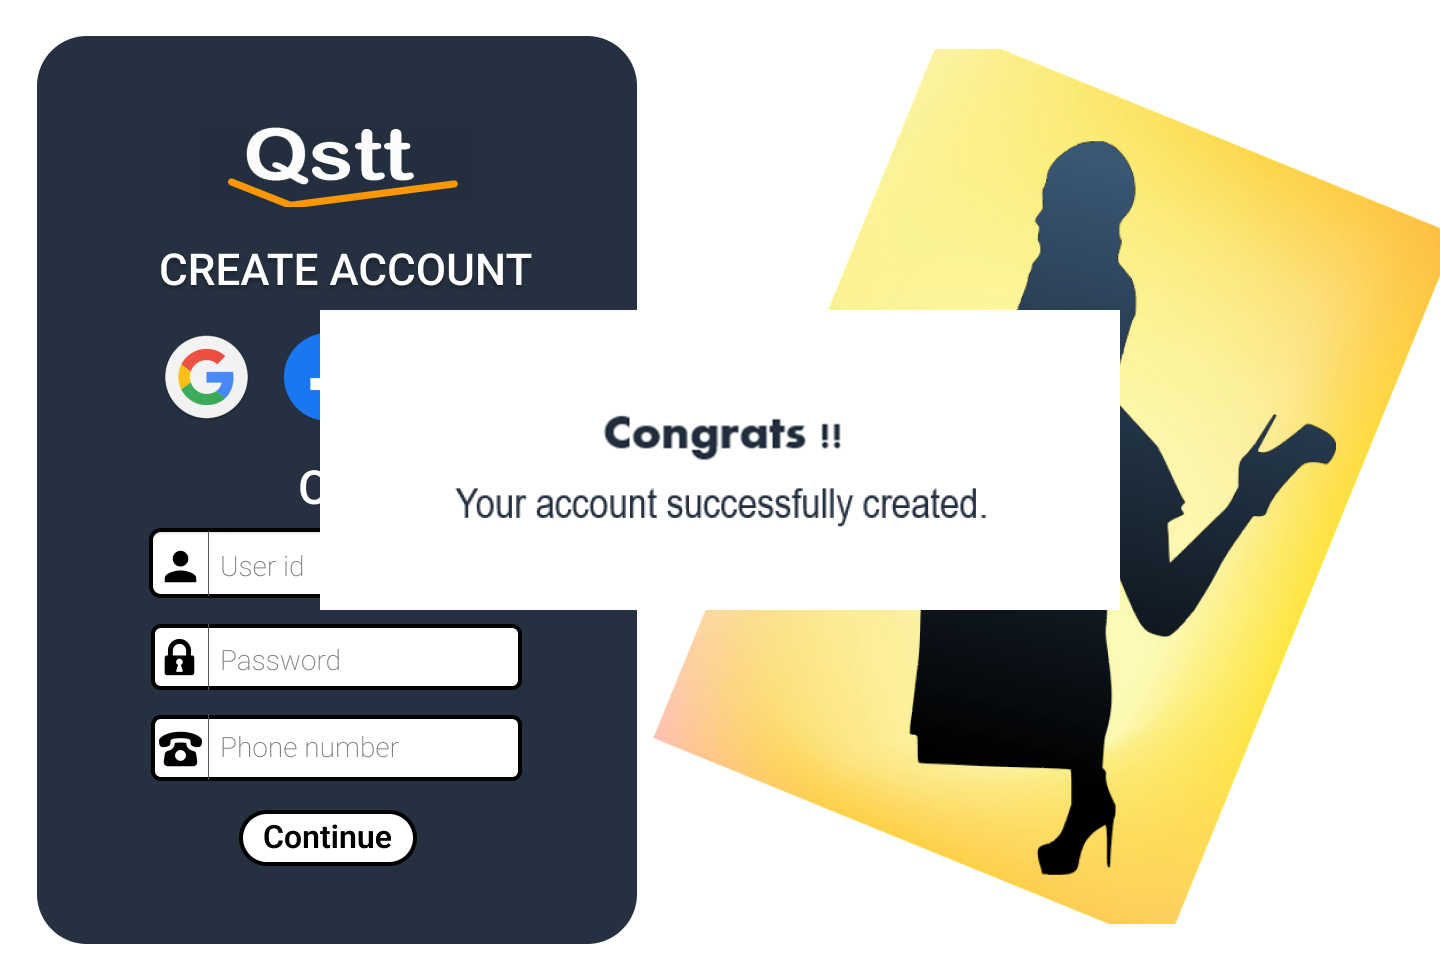 Qstt
CREATE ACCOUNT
Congrats !!
Your account successfully created.
User id
Password
Phone number
Continue